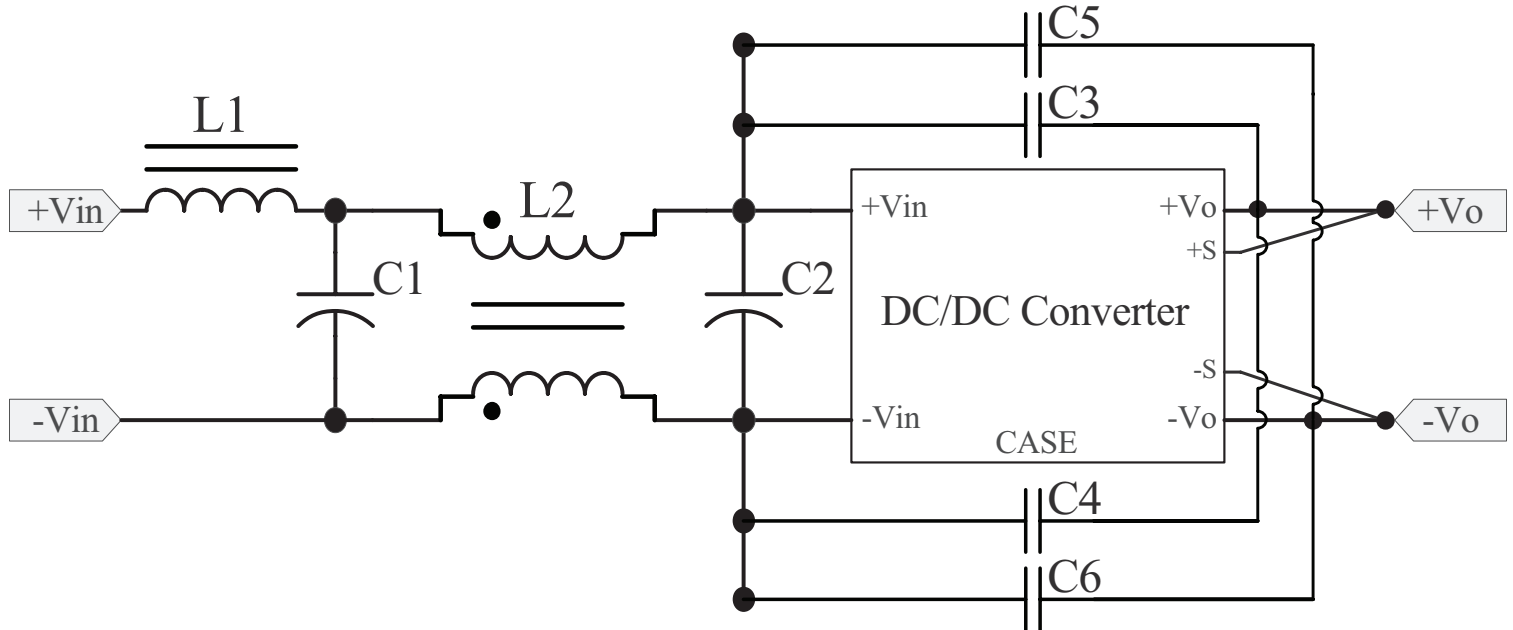 C5
C3
L1
L2
+Vin
+Vin
+Vo
+Vo
+S
C1
C2
DC/DC Converter
-S
-Vin
-Vin
-Vo
-Vo
CASE
C4
C6